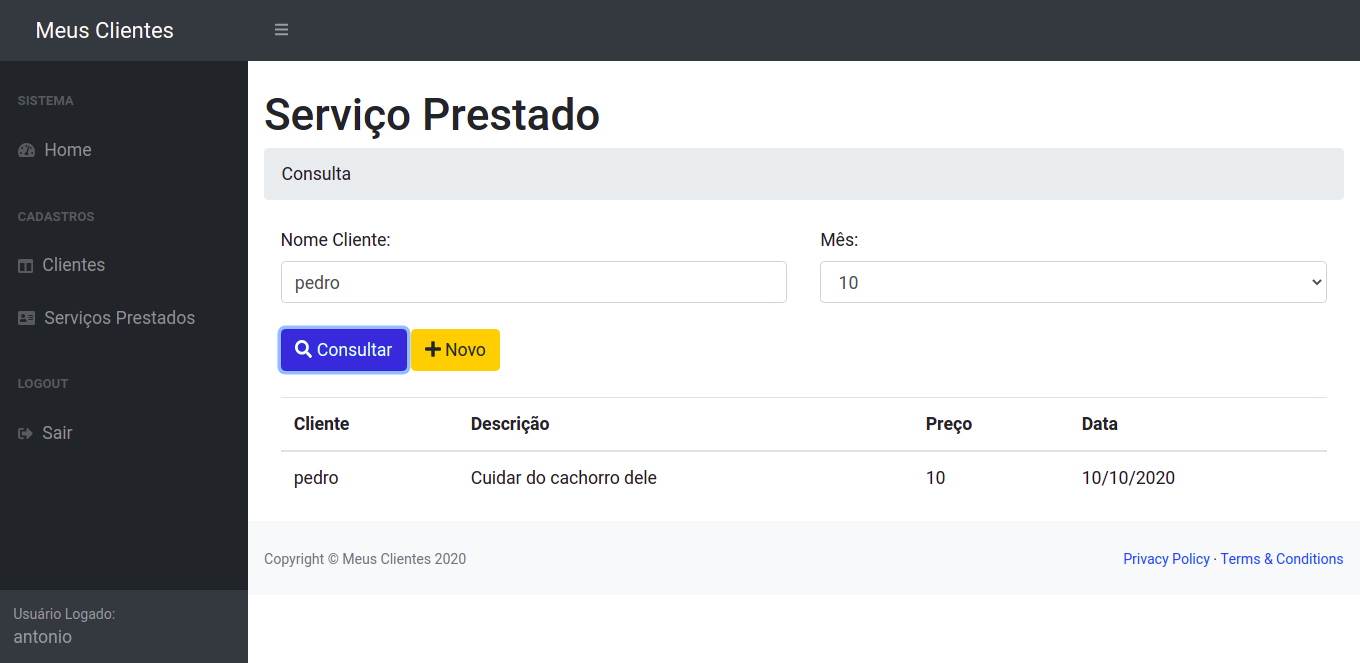 Meus Clientes
SISTEMA
Home
CADASTROS
Clientes
Serviços Prestados
LOGOUT
Sair
Usuário Logado:
antonio
Serviço Prestado
Consulta
Nome Cliente: Mês:
pedro 10
Consultar Novo
Cliente Descrição Preço Data
pedro Cuidar do cachorro dele 10 10/10/2020
Copyright © Meus Clientes 2020 Privacy Policy · Terms & Conditions